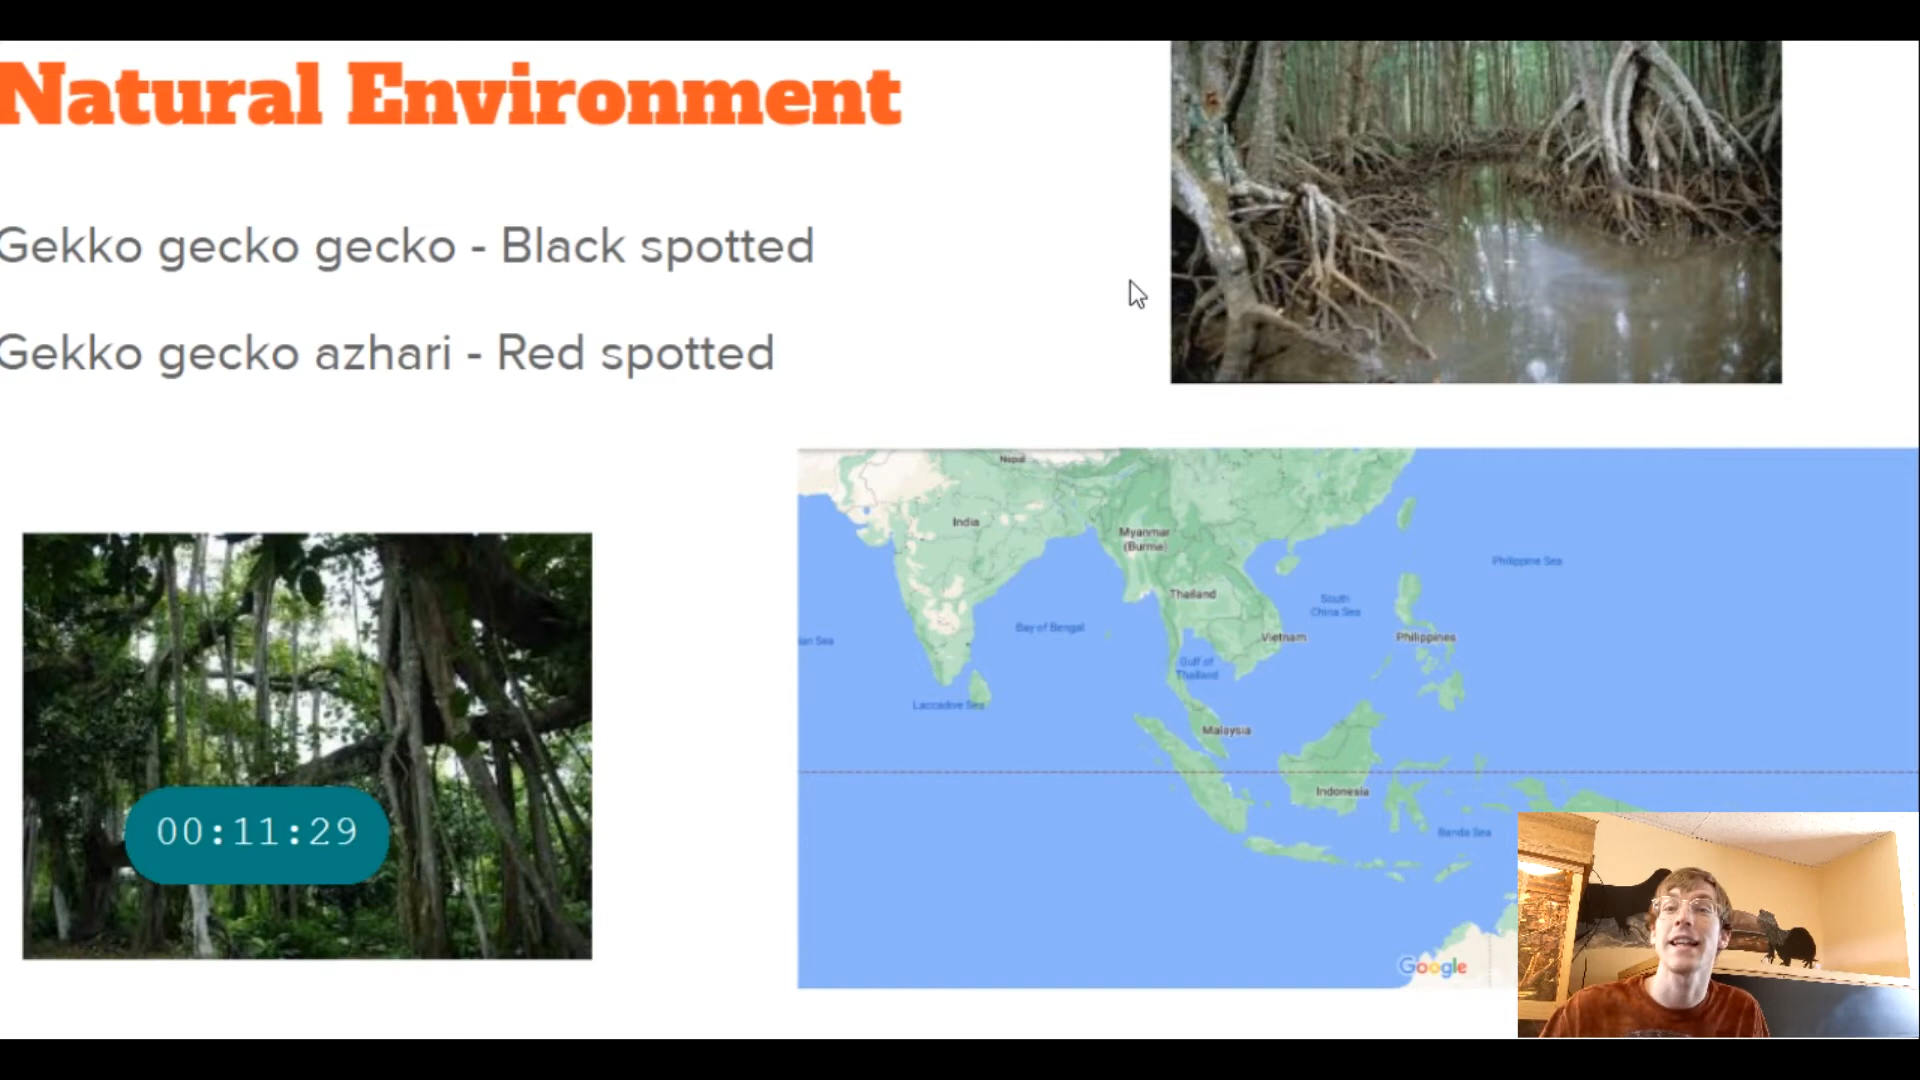 Natural Environment
Gekko gecko gecko - Black spotted
Gekko gecko azhari - Red spotted
Nepal
India
Myanmar
(Burma)
Philippine Sea
Thailand
South
China Sea
Bay of Bengal
Vietnam
Philippines
ian Sea
Gulf of
Thailand
Laccadive Sea
Malaysia
Indonesia
Banda Sea
00:11:29
Google